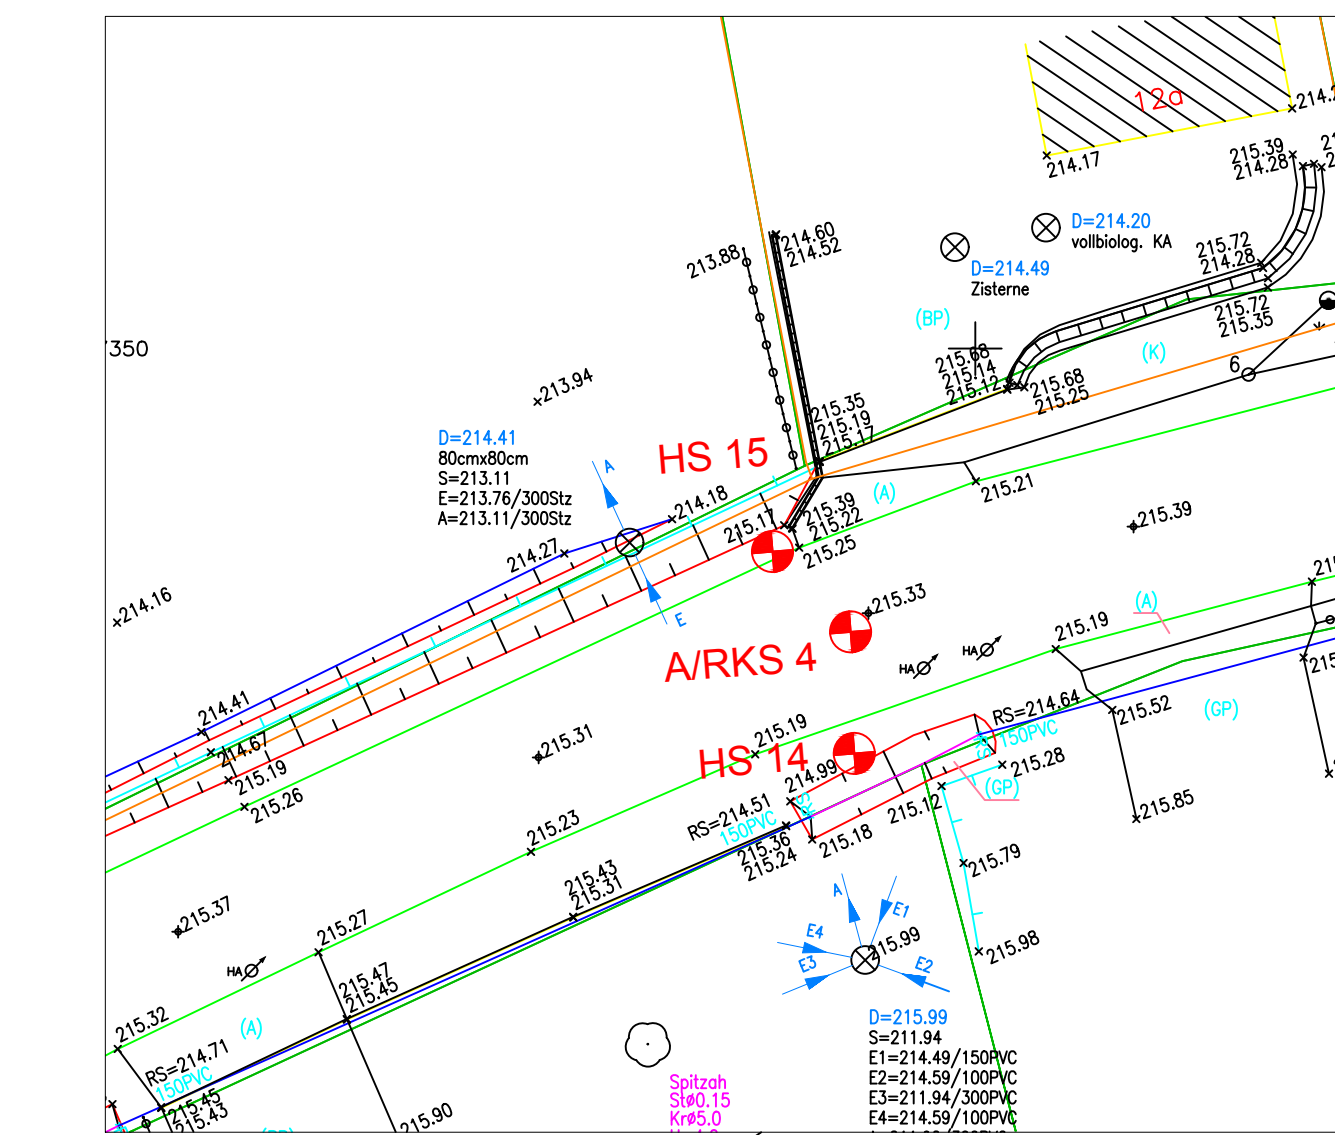 12a
214.17
215.39
214.28
D=214.20
vollbiolog. KA
D=214.49
Zisterne
214.60
214.52
213.88
215.72
214.28
215.72
215.35
(BP)
(K)
350
215.68
215.14
215.12
215.68
215.25
6
213.94
D=214.41
80cmx80cm
S=213.11
E=213.76/300Stz
A=213.11/300Stz
A
HS 15
215.35
215.19
215.17
(A)
215.21
214.18
215.17
215.39
215.22
215.25
215.39
214.27
E
214.16
215.33
(A)
215.19
A/RKS 4
HA
HA
214.41
214.67
215.19
215.26
215.31
215.19
HS 14
RS=214.64
150PVC
215.52
(GP)
214.99
RS
215.28
(GP)
RS=214.51
150PVC
215.12
215.85
215.36
215.24
215.18
215.23
215.79
215.43
215.31
215.37
215.27
A
E1
E4
E3
E2
215.99
215.98
HA
215.47
215.45
215.32
(A)
D=215.99
S=211.94
E1=214.49/150PVC
E2=214.59/100PVC
E3=211.94/300PVC
E4=214.59/100PVC
RS=214.71
150PVC
215.45
215.43
215.90
Spitzah
Stø0.15
Krø5.0